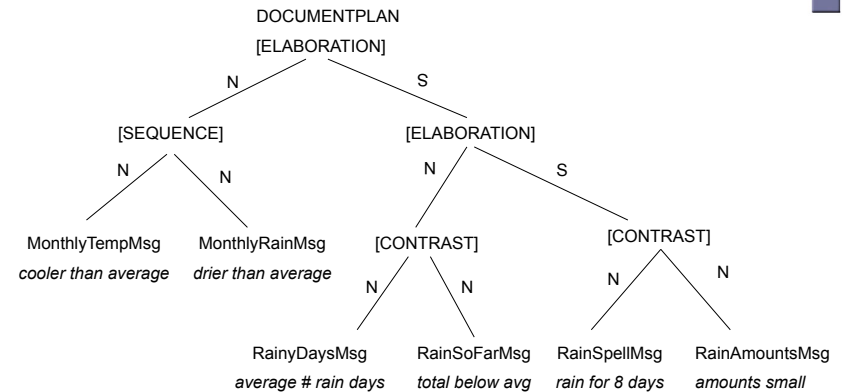 DOCUMENTPLAN
[ELABORATION]
N
S
[SEQUENCE]
[ELABORATION]
N
N
N
S
MonthlyTempMsg
MonthlyRainMsg
[CONTRAST]
[CONTRAST]
cooler than average
drier than average
N
N
N
N
RainyDaysMsg
RainSoFarMsg
RainSpellMsg
RainAmountsMsg
average # rain days
total below avg
rain for 8 days
amounts small